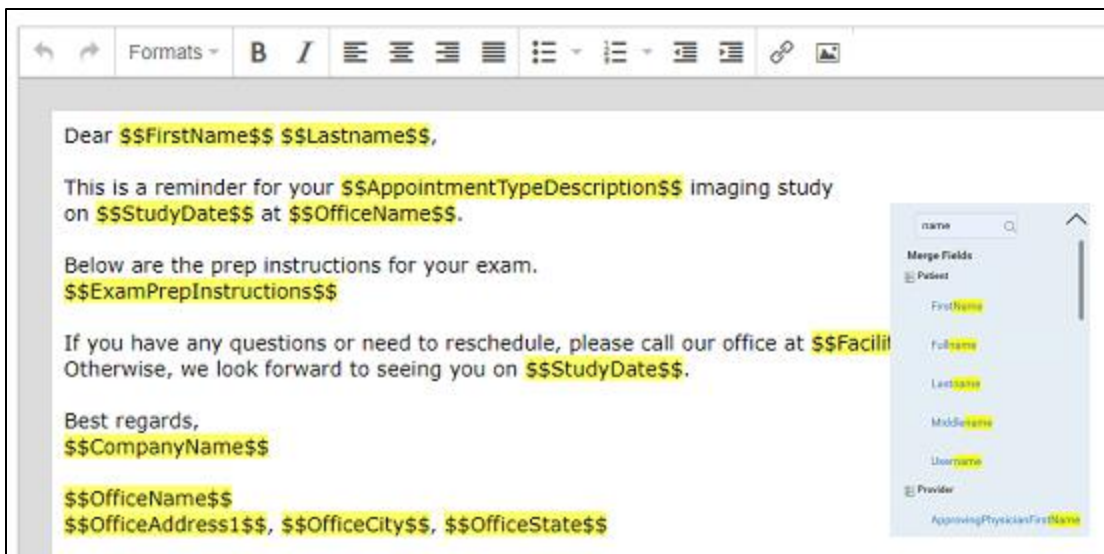 Formats
B I
Dear $$FirstName$$ $$Lastname$$,
This is a reminder for your $$AppointmentTypeDescription$$ imaging study
on $$StudyDate$$ at $$OfficeName$$.
Below are the prep instructions for your exam.
$$ExamPrepInstructions$$
If you have any questions or need to reschedule, please call our office at $$Facilit
Otherwise, we look forward to seeing you on $$StudyDate$$.
Best regards,
$$CompanyName$$
$$OfficeName$$
$$OfficeAddress1$$, $$OfficeCity$$, $$OfficeState$$
name
Merge Fields
Patient
FirstName
Fullname
Lastname
Middlename
Username
Provider
ApprovingPhysicianFirstName